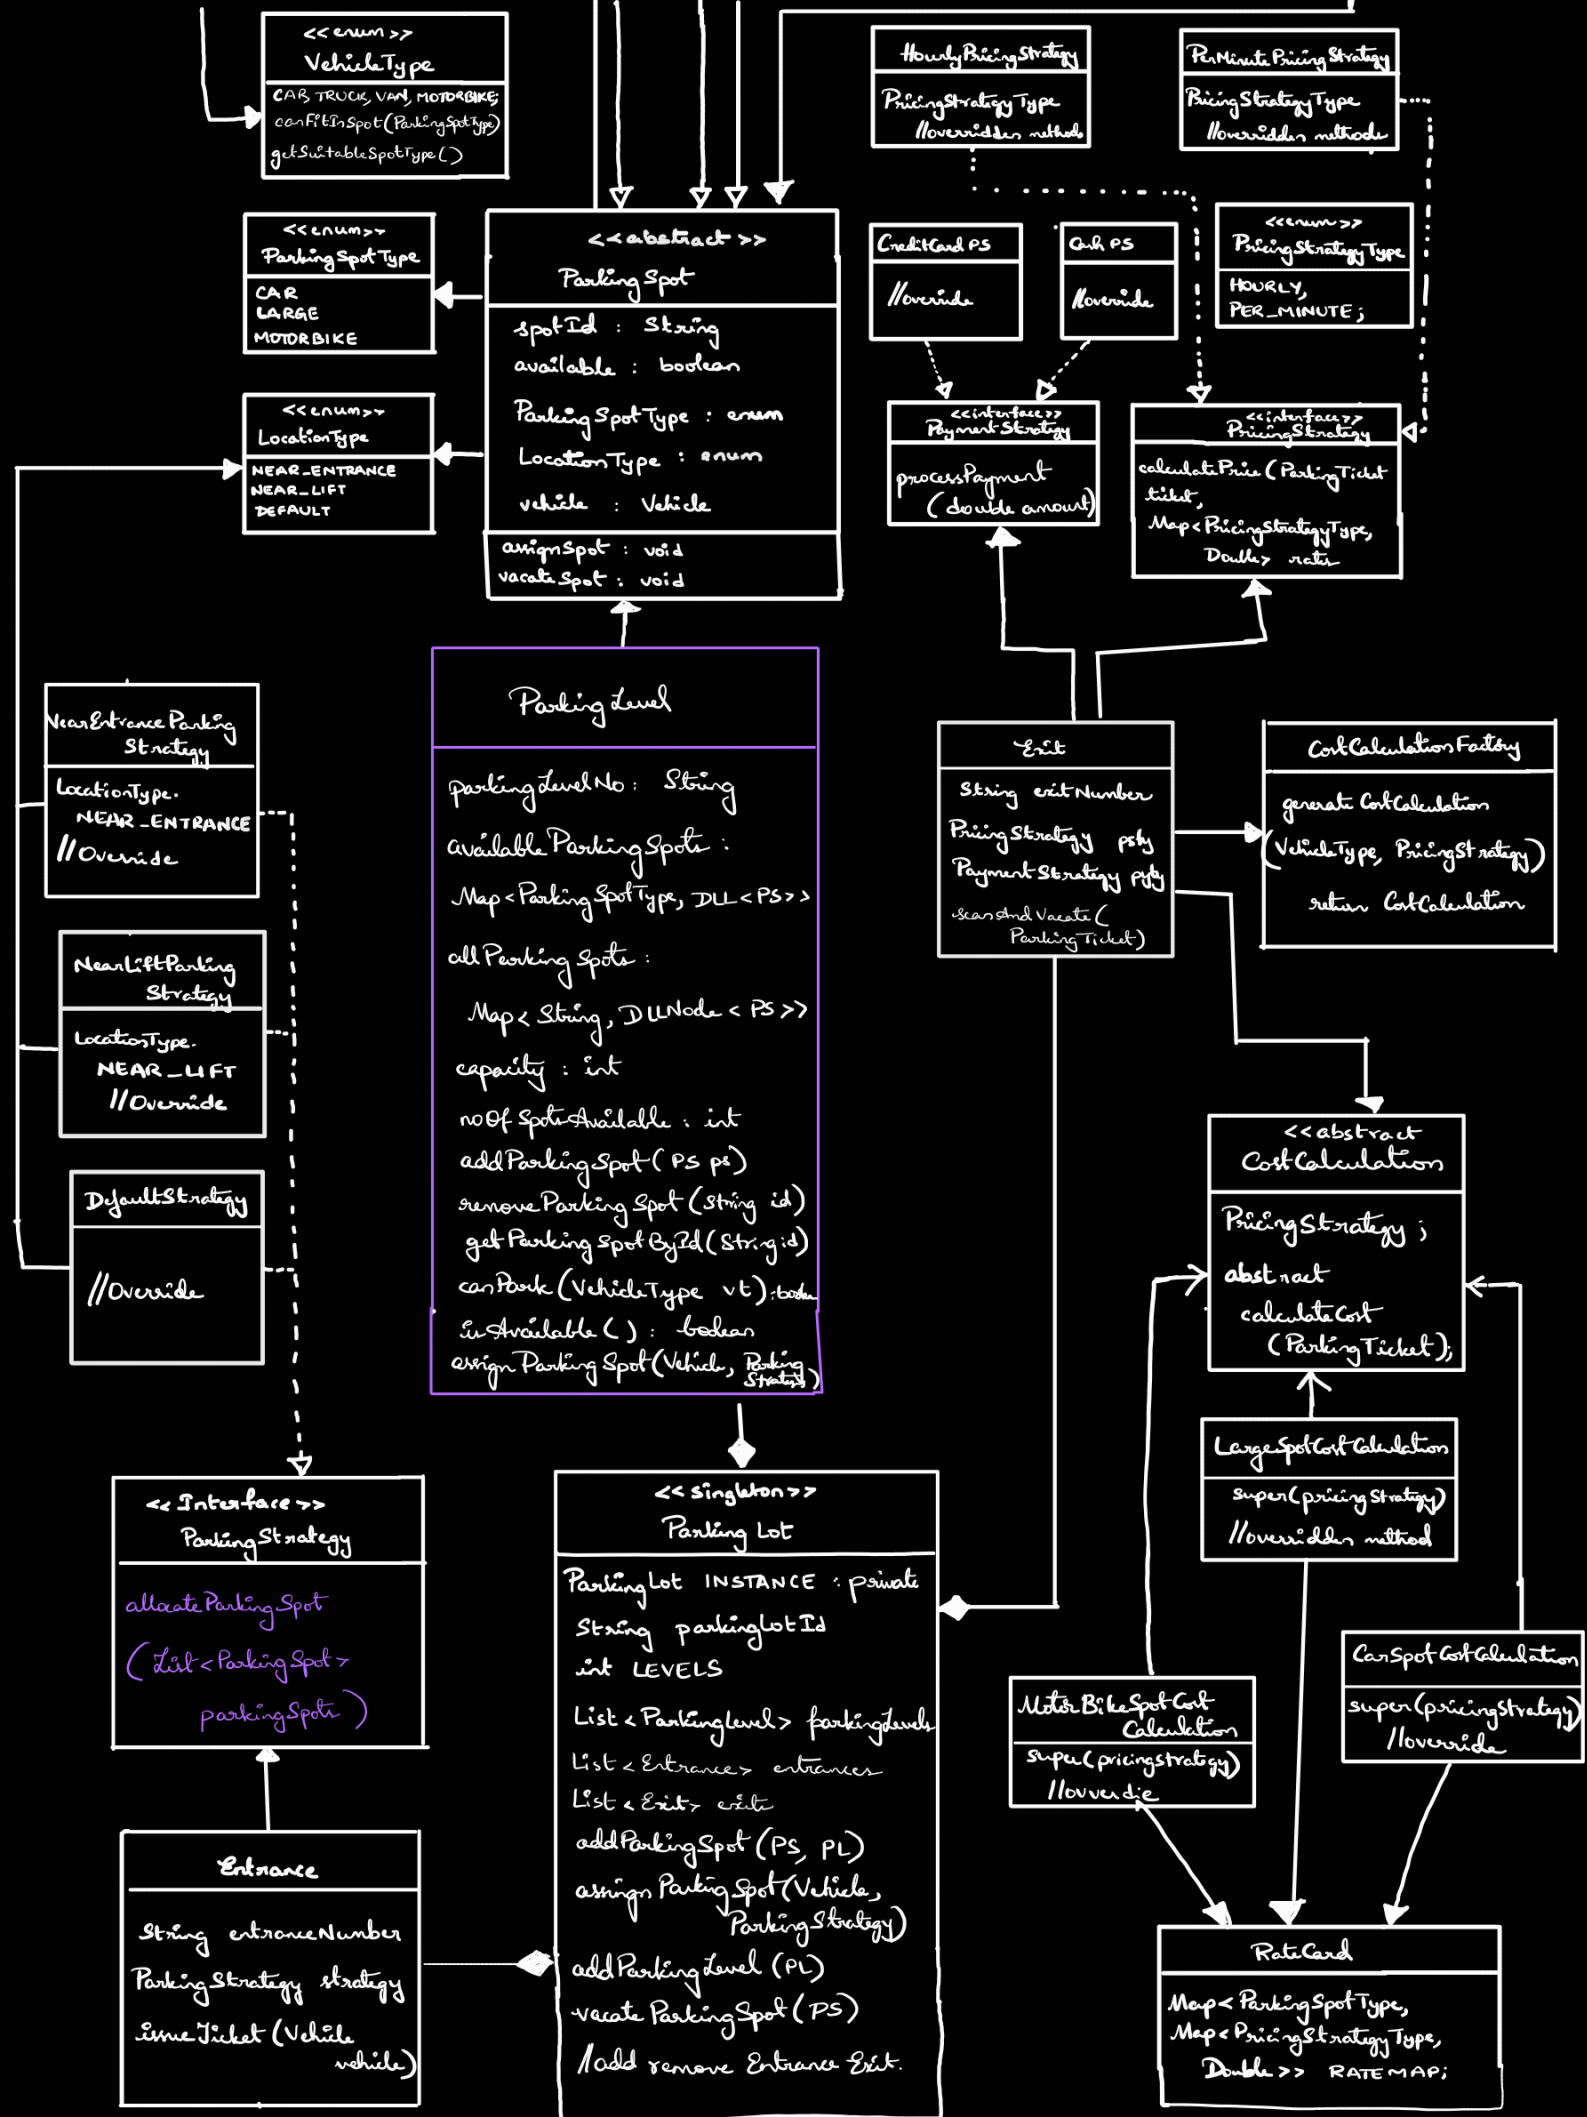 <<enum>>
VehicleType
CAR, TRUCK, VAN, MOTORBIKE;
canFitInSpot(ParkingSpotType)
getSuitableSpotType()
HourlyPricingStrategy
PricingStrategyType
//overridden methods
PerMinutePricingStrategy
PricingStrategyType
//overridden methods
<<enum>>
ParkingSpotType
CAR
LARGE
MOTORBIKE
<<abstract>>
ParkingSpot
spotId : String
available : boolean
ParkingSpotType : enum
LocationType : enum
vehicle : Vehicle
assignSpot : void
vacateSpot : void
CreditCard PS
//override
Cash PS
//override
<<enum>>
PricingStrategyType
HOURLY,
PER_MINUTE;
<<enum>>
LocationType
NEAR_ENTRANCE
NEAR_LIFT
DEFAULT
<<interface>>
PaymentStrategy
processPayment
(double amount)
<<interface>>
PricingStrategy
calculatePrice(ParkingTicket
ticket,
Map<PricingStrategyType,
Double> rates
NearEntranceParking
Strategy
LocationType.
NEAR_ENTRANCE
//Override
NearLiftParking
Strategy
LocationType.
NEAR_LIFT
//Override
DefaultStrategy
//Override
ParkingLevel
parkingLevelNo : String
availableParkingSpots :
Map<ParkingSpotType, DLL<PS>>
allParkingSpots :
Map<String, DLLNode<PS>>
capacity : int
noOfSpotsAvailable : int
addParkingSpot(PS ps)
removeParkingSpot(String id)
getParkingSpotById(String id)
canPark(VehicleType vt):
isAvailable() : boolean
assignParkingSpot(Vehicle, Parking
Strategy)
Exit
String exitNumber
PricingStrategy psty
PaymentStrategy pyty
scanAndVacate(
ParkingTicket)
CostCalculationFactory
generateCostCalculation
(VehicleType, PricingStrategy)
return CostCalculation
<<abstract
CostCalculation
PricingStrategy;
abstract
calculateCost
(ParkingTicket);
LargeSpotCostCalculation
super(pricingStrategy)
//overridden method
CarSpotCostCalculation
super(pricingStrategy)
//override
MotorBikeSpotCost
Calculation
super(pricingstrategy)
//ovverdie
RateCard
Map<ParkingSpotType,
Map<PricingStrategyType,
Double>> RATEMAP;
<<Interface>>
ParkingStrategy
allocateParkingSpot
(List<ParkingSpot>
parkingSpots)
Entrance
String entranceNumber
ParkingStrategy strategy
issueTicket(Vehicle
vehicle)
<<singleton>>
Parking Lot
ParkingLot INSTANCE : private
String parkingLotId
int LEVELS
List<ParkingLevel> parkingLevels
List<Entrance> entrances
List<Exit> exits
addParkingSpot(PS, PL)
assignParkingSpot(Vehicle,
ParkingStrategy)
addParkingLevel(PL)
vacateParkingSpot(PS)
//add remove Entrance Exit.